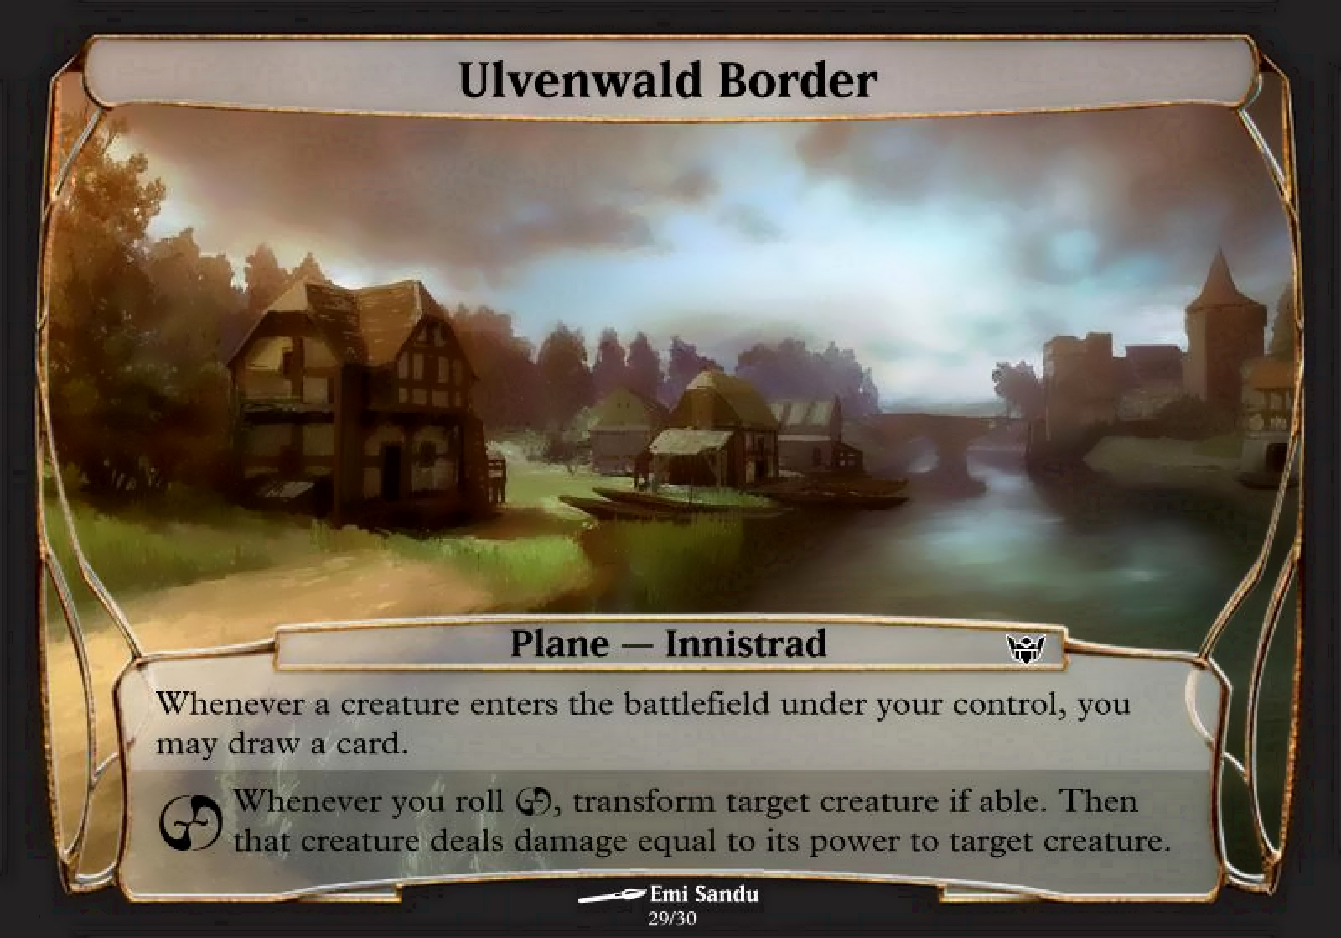 Ulvenwald Border
Plane — Innistrad
Whenever a creature enters the battlefield under your control, you
may draw a card.
Whenever you roll , transform target creature if able. Then
that creature deals damage equal to its power to target creature.
Emi Sandu
29/30